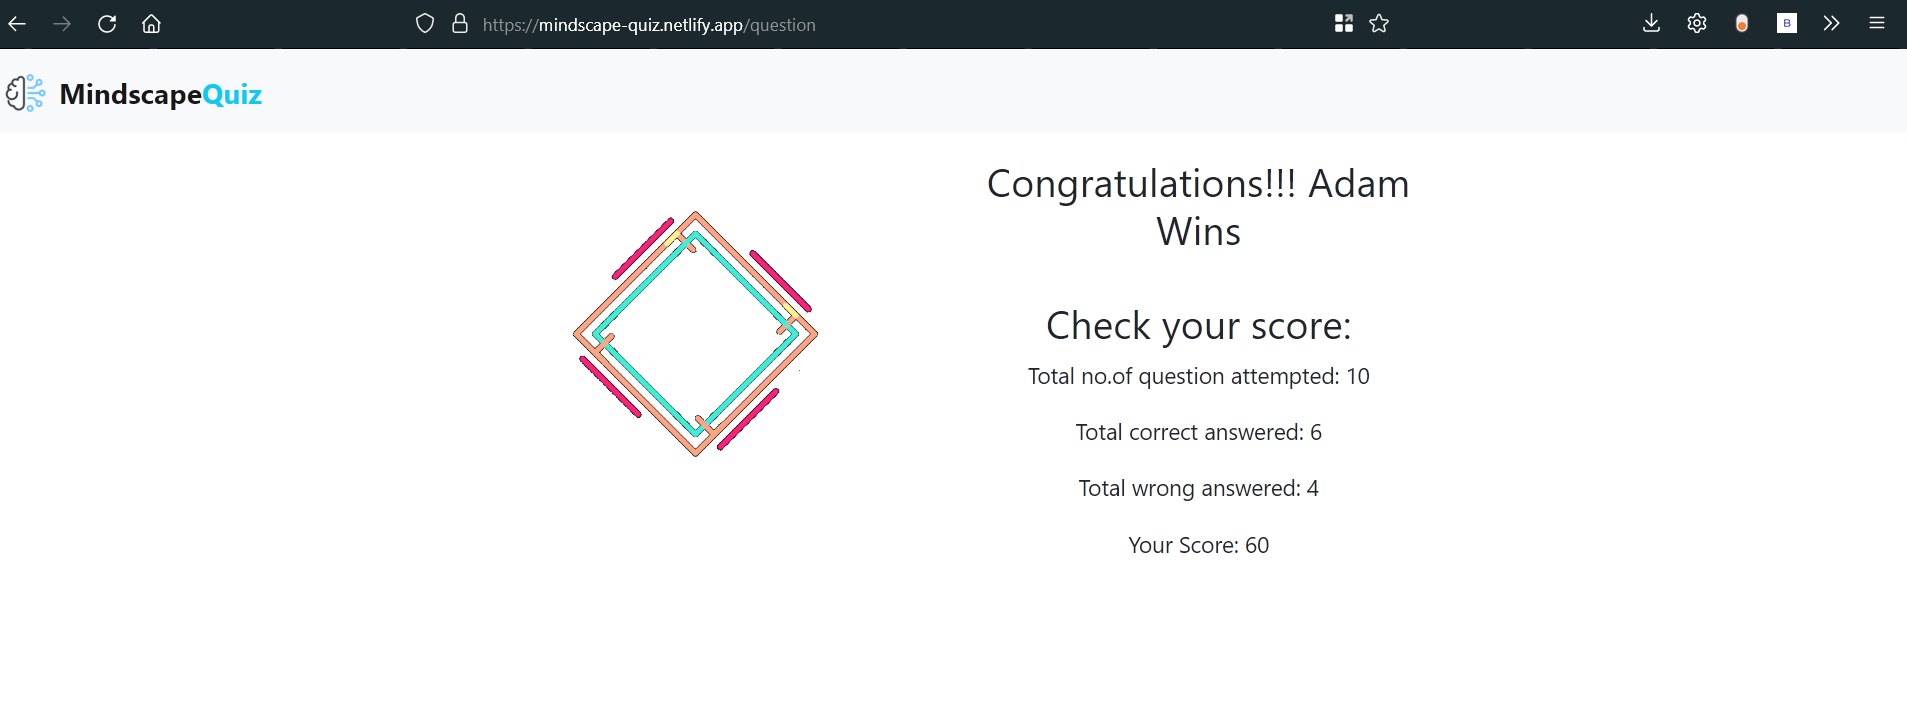 https://mindscape-quiz.netlify.app/question
B
MindscapeQuiz
Congratulations!!! Adam
Wins
Check your score:
Total no.of question attempted: 10
Total correct answered: 6
Total wrong answered: 4
Your Score: 60